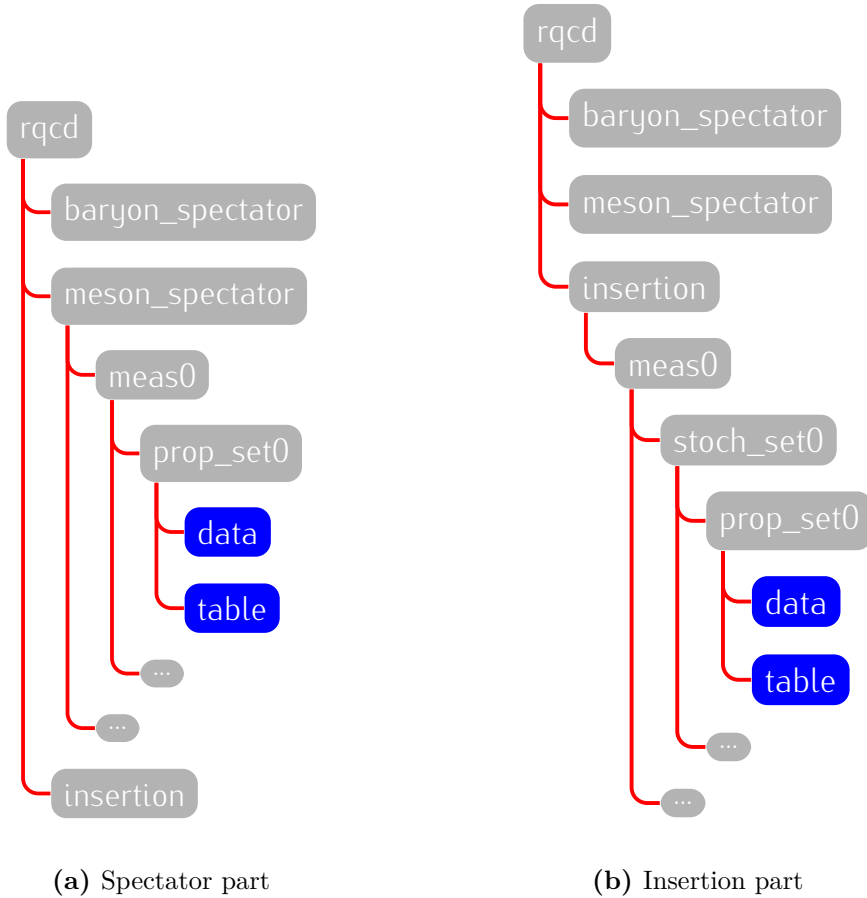 rqcd
baryon_spectator
meson_spectator
meas0
prop_set0
data
table
...
...
insertion
(a) Spectator part
rqcd
baryon_spectator
meson_spectator
insertion
meas0
stoch_set0
prop_set0
data
table
...
...
(b) Insertion part